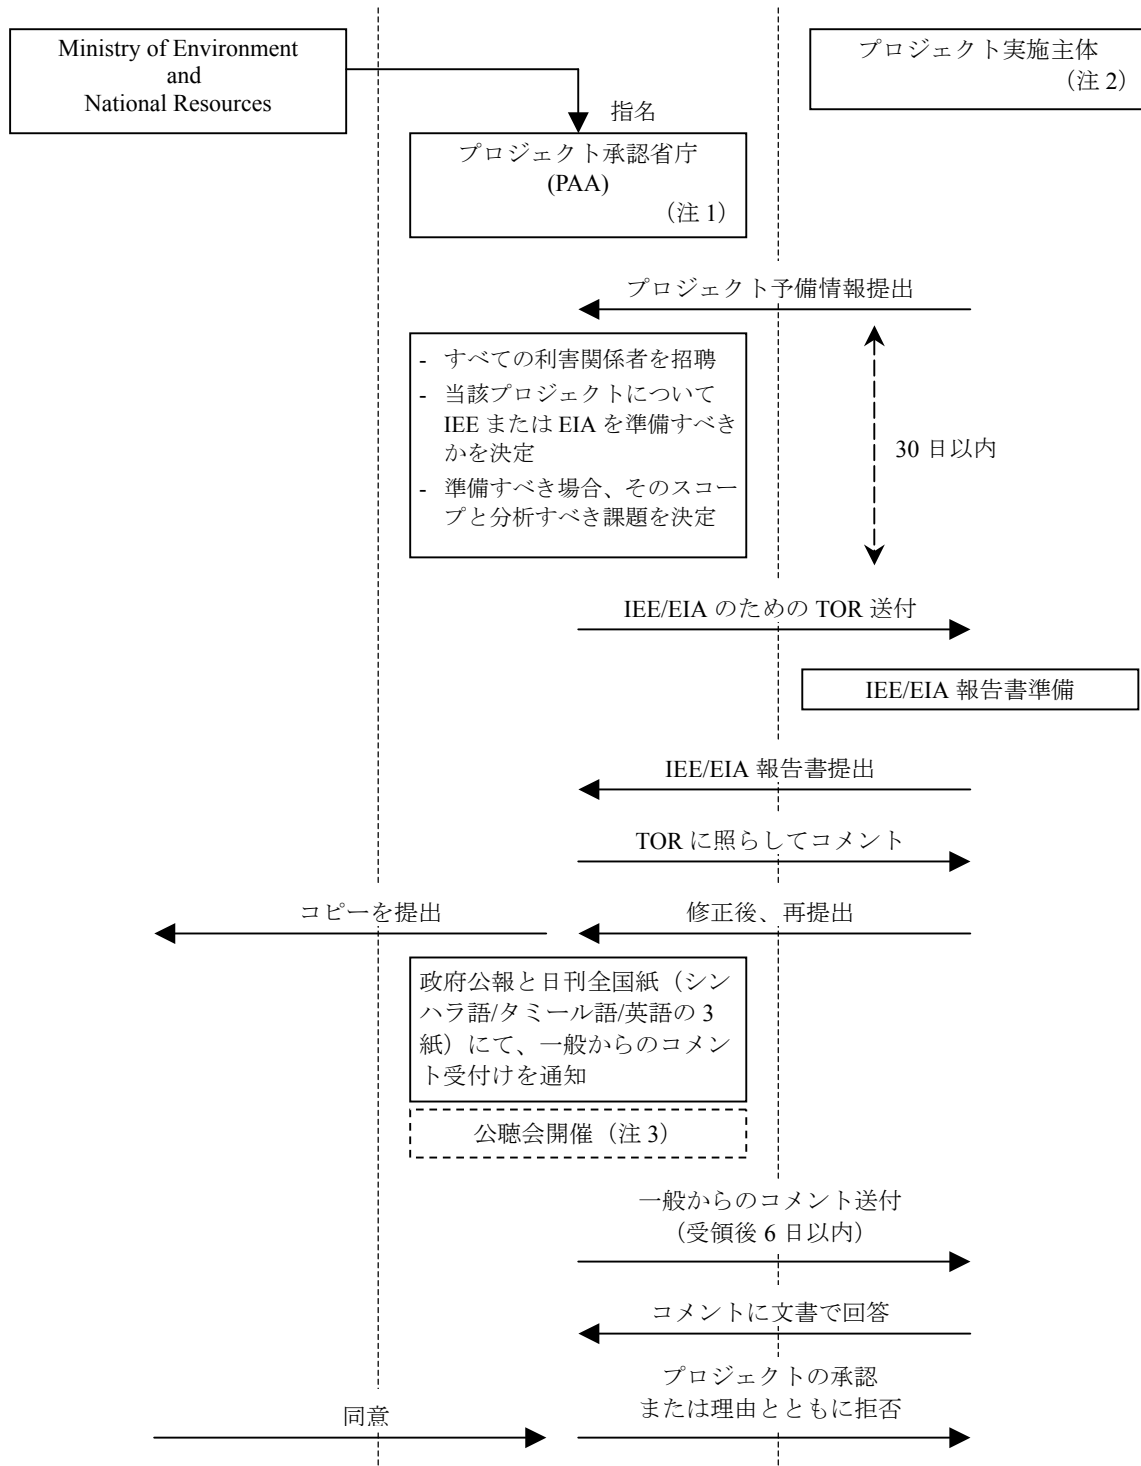 Ministry of Environment
and
National Resources
プロジェクト実施主体
（注 2）
指名
プロジェクト承認省庁
(PAA)
（注 1）
プロジェクト予備情報提出
- すべての利害関係者を招聘
- 当該プロジェクトについて
IEE または EIA を準備すべき
かを決定
- 準備すべき場合、そのスコー
プと分析すべき課題を決定
30 日以内
IEE/EIA のための TOR 送付
IEE/EIA 報告書準備
IEE/EIA 報告書提出
TOR に照らしてコメント
コピーを提出
修正後、再提出
政府公報と日刊全国紙（シン
ハラ語/タミール語/英語の 3
紙）にて、一般からのコメン
ト受付けを通知
公聴会開催（注 3）
一般からのコメント送付
（受領後 6 日以内）
コメントに文書で回答
プロジェクトの承認
または理由とともに拒否
同意